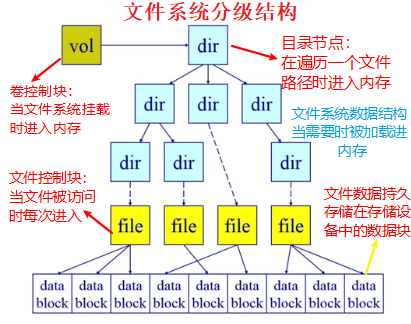 文件系统分级结构
vol
dir
目录节点：
在遍历一个文件
路径时进入内存
卷控制块：
当文件系统挂载
时进入内存
dir
dir
dir
文件系统数据结构
当需要时被加载进
内存
dir
dir
dir
文件控制块：
当文件被访问
时每次进入
file
file
file
file
文件数据持久
存储在存储设
备中的数据块
data block
data block
data block
data block
data block
data block
data block
data block
data block